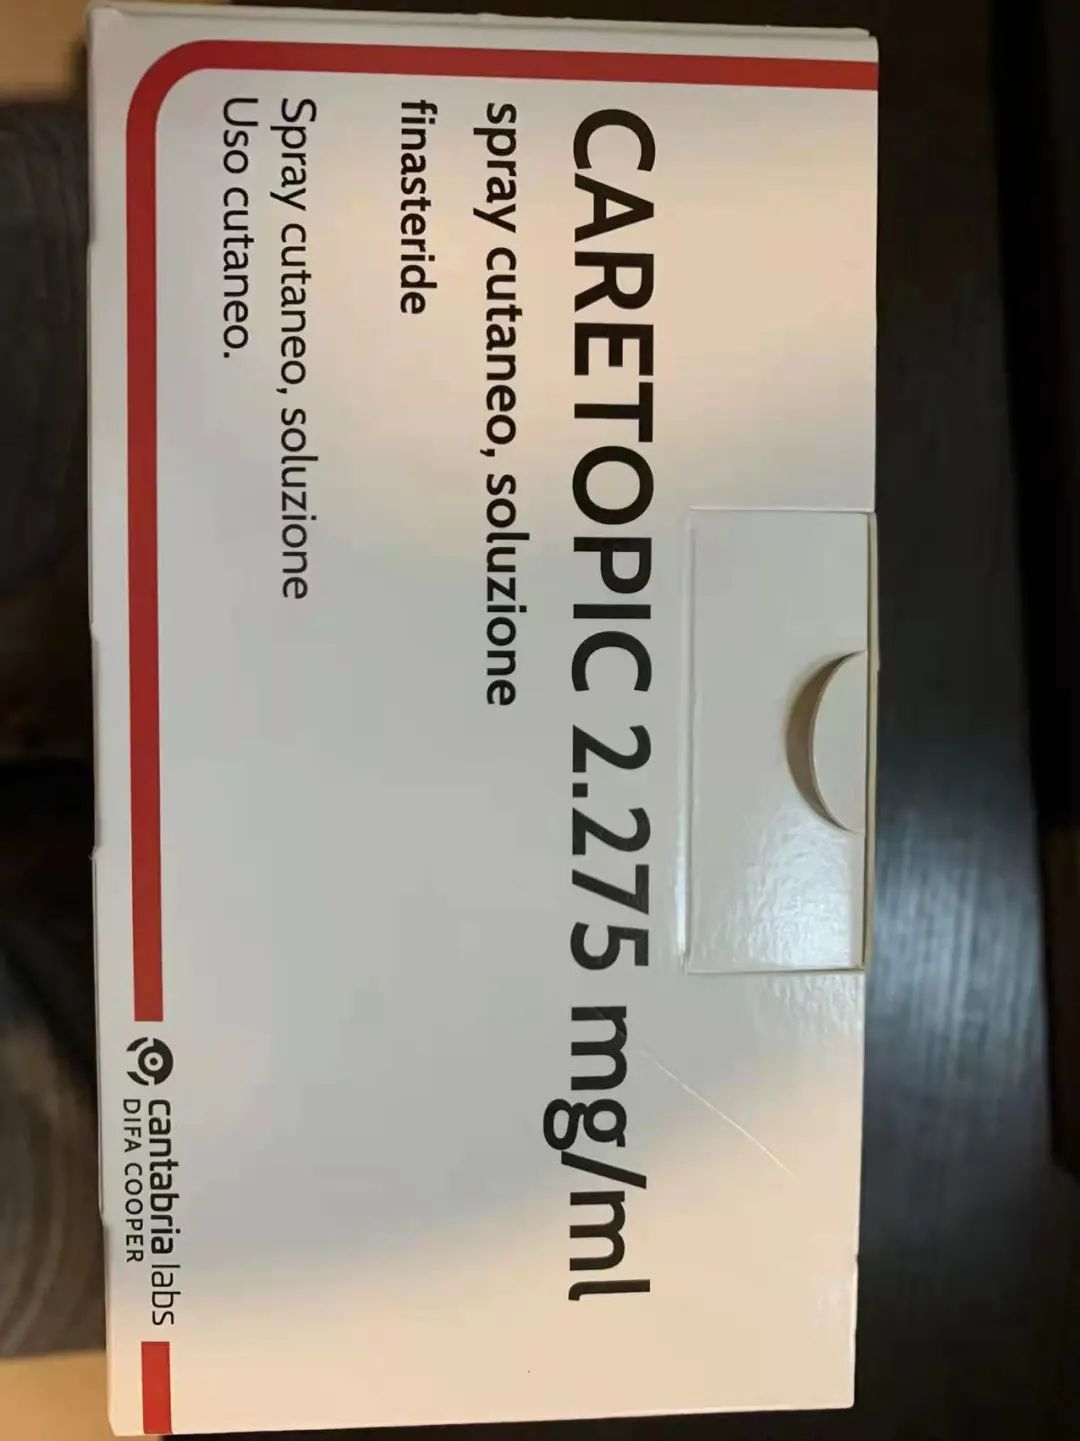 CARETOPIC 2.275 mg/ml
spray cutaneo, soluzione
finasteride
Spray cutaneo, soluzione
Uso cutaneo.
cantabria labs
DIFA COOPER